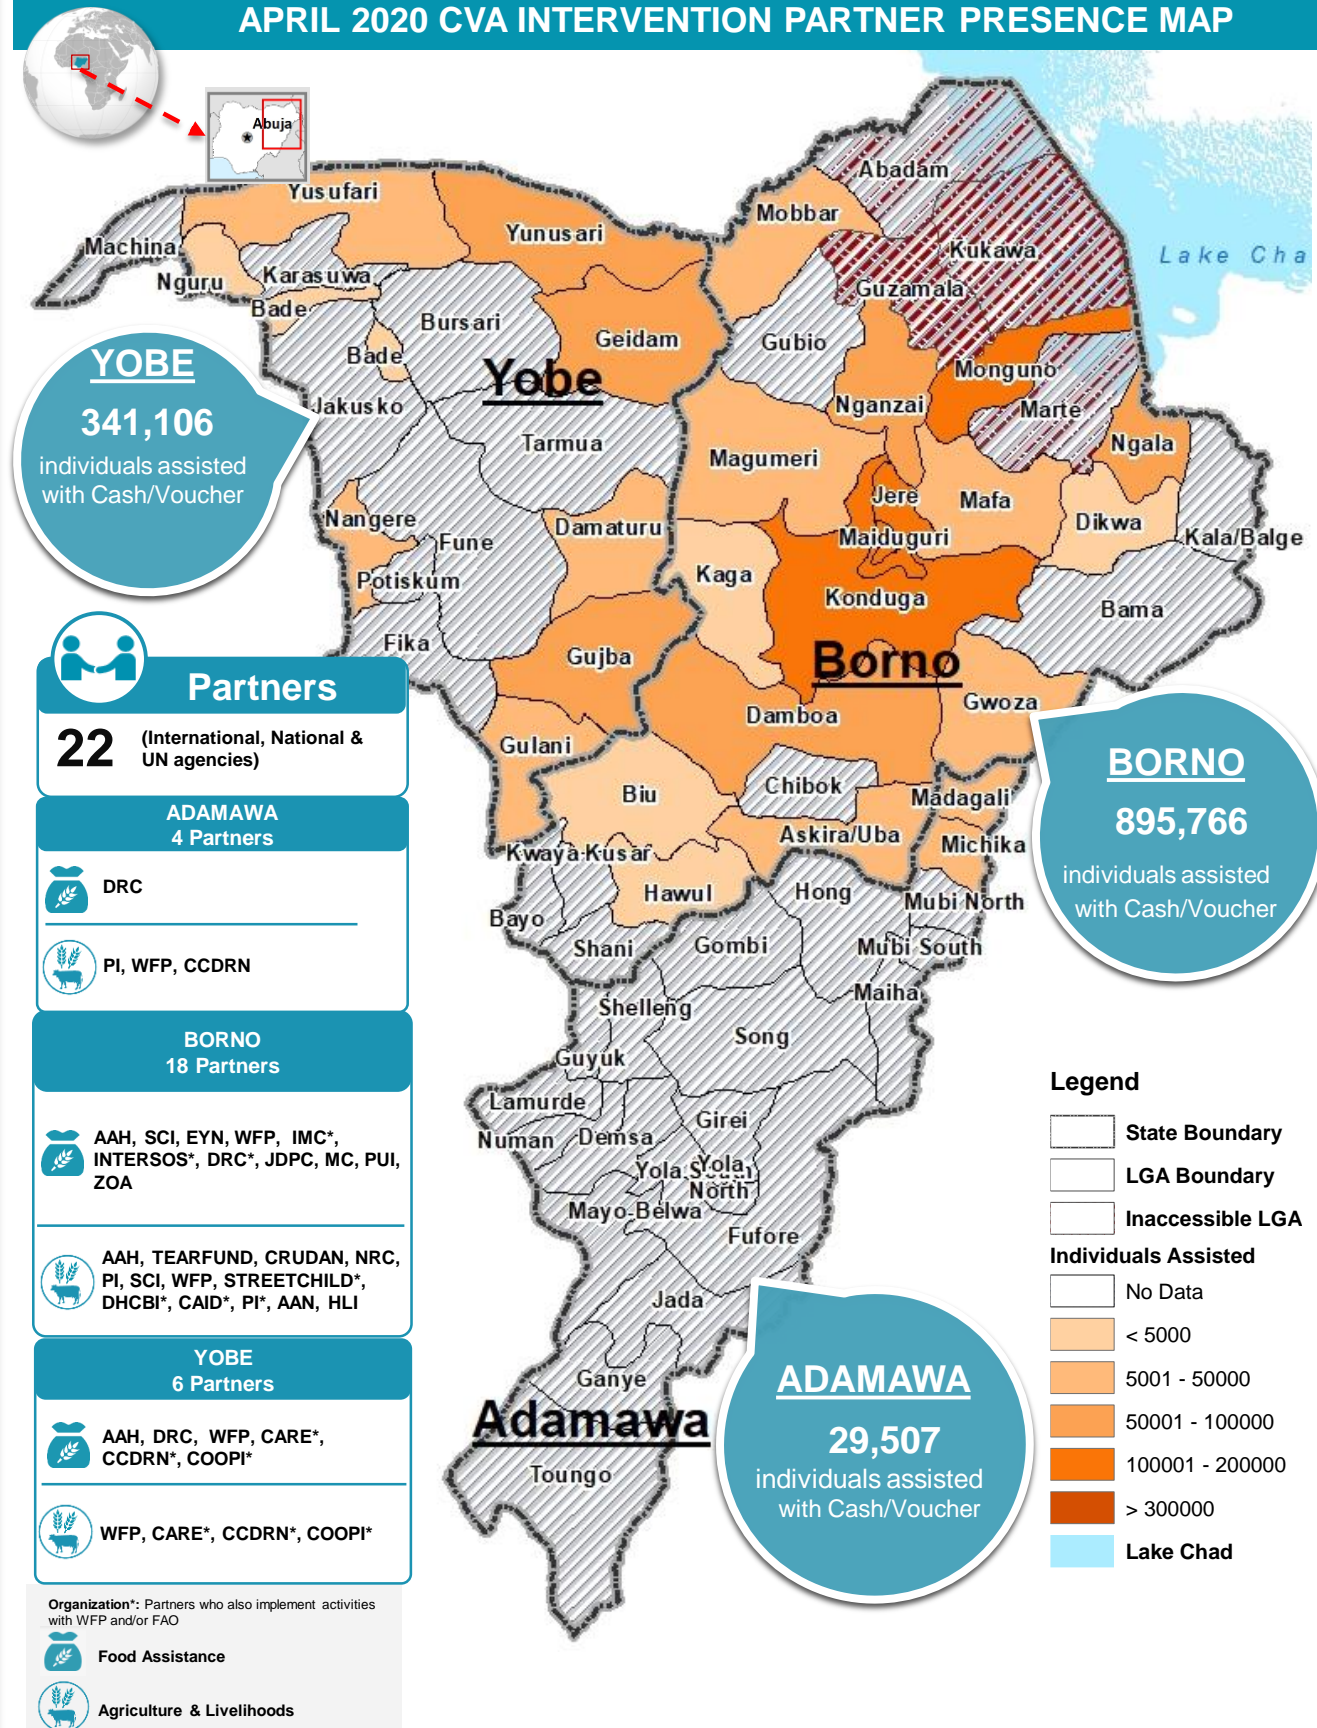 APRIL 2020 CVA INTERVENTION PARTNER PRESENCE MAP
Abuja
Abadam
Yusufari
Mobbar
Yunusari
Machina
Kukawa
Lake Cha
Karasuwa
Nguru
Guzamala
Bade
Bursari
Geidam
Gubio
Bade
Yobe
Monguno
Jakusko
Nganzai
Marte
Tarmua
Ngala
Magumeri
Jere
Mafa
Nangere
Damaturu
Dikwa
Fune
Maiduguri
Kala/Balge
Potiskum
Kaga
Konduga
Bama
Fika
Gujba
Borno
Gwoza
Damboa
Gulani
Chibok
Biu
Madagali
Askira/Uba
Michika
Kwaya-Kusar
Hawul
Hong
Mubi North
Bayo
Shani
Gombi
Mubi South
Maiha
Shelleng
Song
Guyuk
Lamurde
Girei
Numan
Demsa
Yola South
Yola
North
Mayo-Belwa
Fufore
Jada
Ganye
Adamawa
Toungo
YOBE
341,106
individuals assisted
with Cash/Voucher
Partners
22
(International, National &
UN agencies)
ADAMAWA
4 Partners
DRC
PI, WFP, CCDRN
BORNO
18 Partners
AAH, SCI, EYN, WFP, IMC*,
INTERSOS*, DRC*, JDPC, MC, PUI,
ZOA
AAH, TEARFUND, CRUDAN, NRC,
PI, SCI, WFP, STREETCHILD*,
DHCBI*, CAID*, PI*, AAN, HLI
YOBE
6 Partners
AAH, DRC, WFP, CARE*,
CCDRN*, COOPI*
WFP, CARE*, CCDRN*, COOPI*
Organization*: Partners who also implement activities
with WFP and/or FAO
Food Assistance
Agriculture & Livelihoods
BORNO
895,766
individuals assisted
with Cash/Voucher
ADAMAWA
29,507
individuals assisted
with Cash/Voucher
Legend
State Boundary
LGA Boundary
Inaccessible LGA
Individuals Assisted
No Data
< 5000
5001 - 50000
50001 - 100000
100001 - 200000
> 300000
Lake Chad